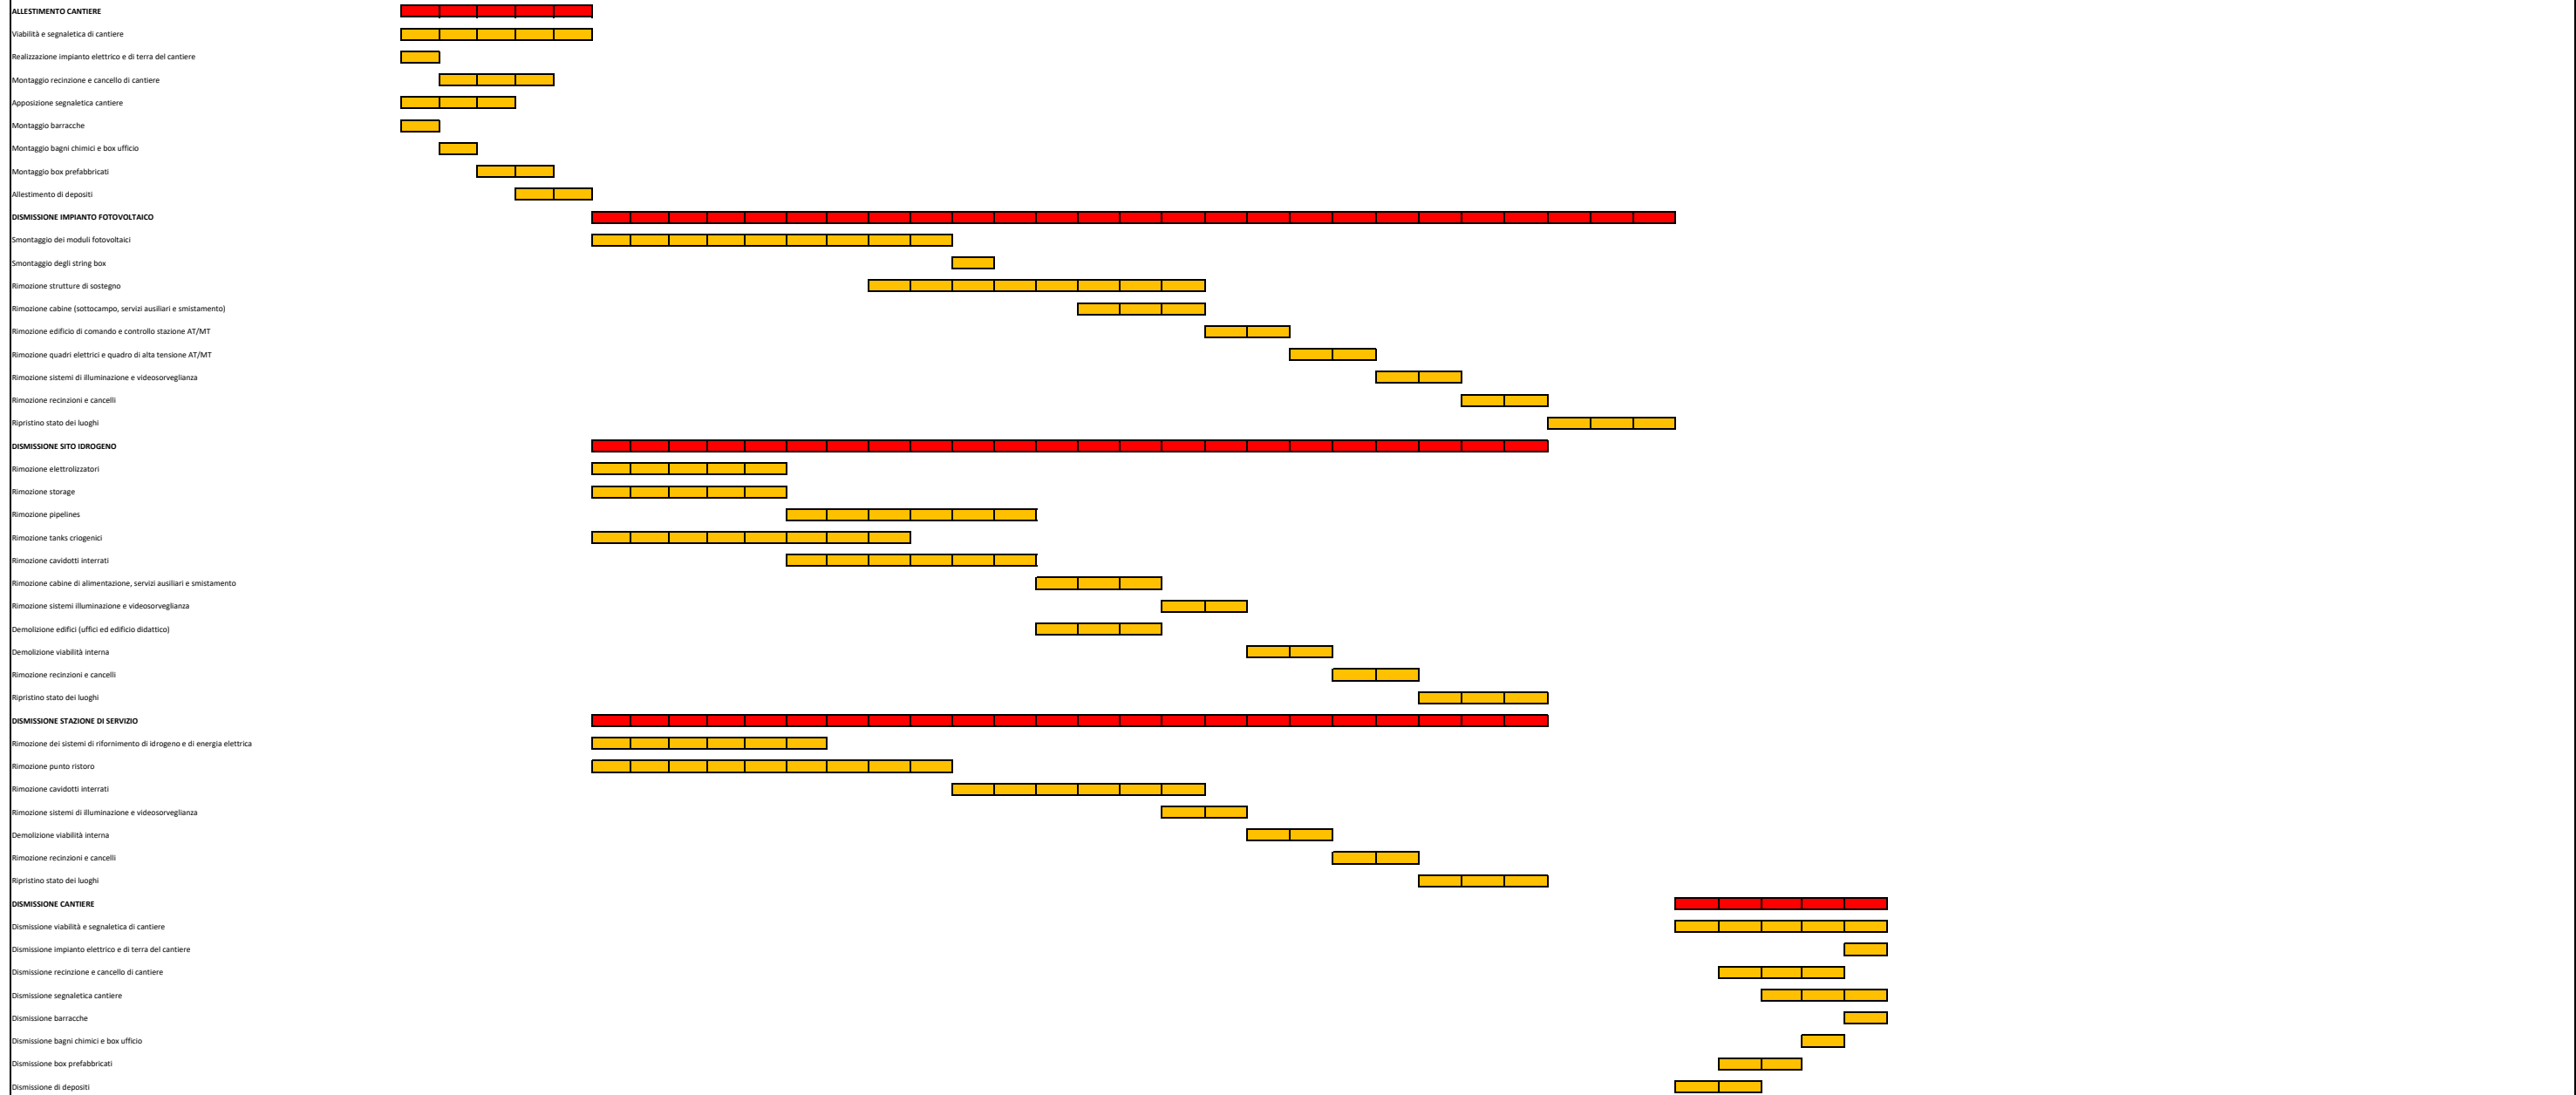 ALLESTIMENTO CANTIERE
Viabilità e segnaletica di cantiere
Realizzazione impianto elettrico e di terra del cantiere
Montaggio recinzione e cancello di cantiere
Apposizione segnaletica cantiere
Montaggio barracche
Montaggio bagni chimici e box ufficio
Montaggio box prefabbricati
Allestimento di depositi
DISMISSIONE IMPIANTO FOTOVOLTAICO
Smontaggio dei moduli fotovoltaici
Smontaggio degli string box
Rimozione strutture di sostegno
Rimozione cabine (sottocampo, servizi ausiliari e smistamento)
Rimozione edificio di comando e controllo stazione AT/MT
Rimozione quadri elettrici e quadro di alta tensione AT/MT
Rimozione sistemi di illuminazione e videosorveglianza
Rimozione recinzioni e cancelli
Ripristino stato dei luoghi
DISMISSIONE SITO IDROGENO
Rimozione elettrolizzatori
Rimozione storage
Rimozione pipelines
Rimozione tanks criogenici
Rimozione cavidotti interrati
Rimozione cabine di alimentazione, servizi ausiliari e smistamento
Rimozione sistemi illuminazione e videosorveglianza
Demolizione edifici (uffici ed edificio didattico)
Demolizione viabilità interna
Rimozione recinzioni e cancelli
Ripristino stato dei luoghi
DISMISSIONE STAZIONE DI SERVIZIO
Rimozione dei sistemi di rifornimento di idrogeno e di energia elettrica
Rimozione punto ristoro
Rimozione cavidotti interrati
Rimozione sistemi di illuminazione e videosorveglianza
Demolizione viabilità interna
Rimozione recinzioni e cancelli
Ripristino stato dei luoghi
DISMISSIONE CANTIERE
Dismissione viabilità e segnaletica di cantiere
Dismissione impianto elettrico e di terra del cantiere
Dismissione recinzione e cancello di cantiere
Dismissione segnaletica cantiere
Dismissione barracche
Dismissione bagni chimici e box ufficio
Dismissione box prefabbricati
Dismissione di depositi